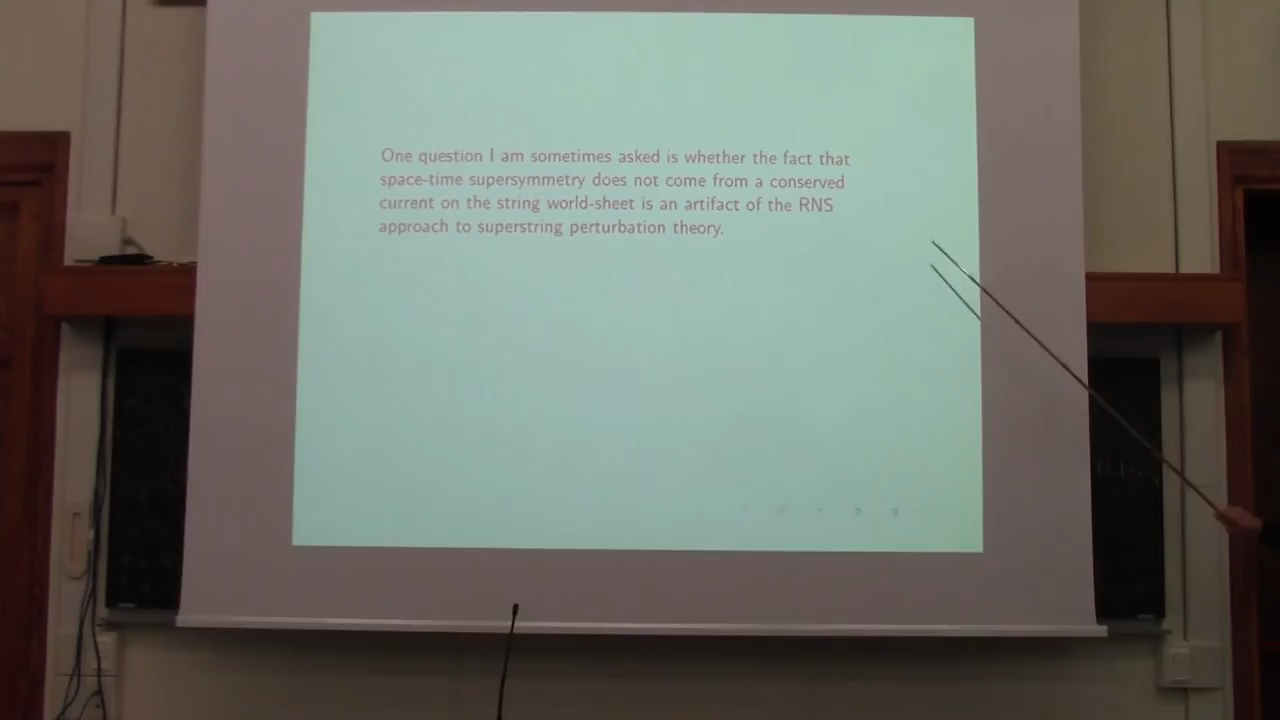 One question I am sometimes asked is whether the fact that
space-time supersymmetry does not come from a conserved
current on the string world-sheet is an artifact of the RNS
approach to superstring perturbation theory.